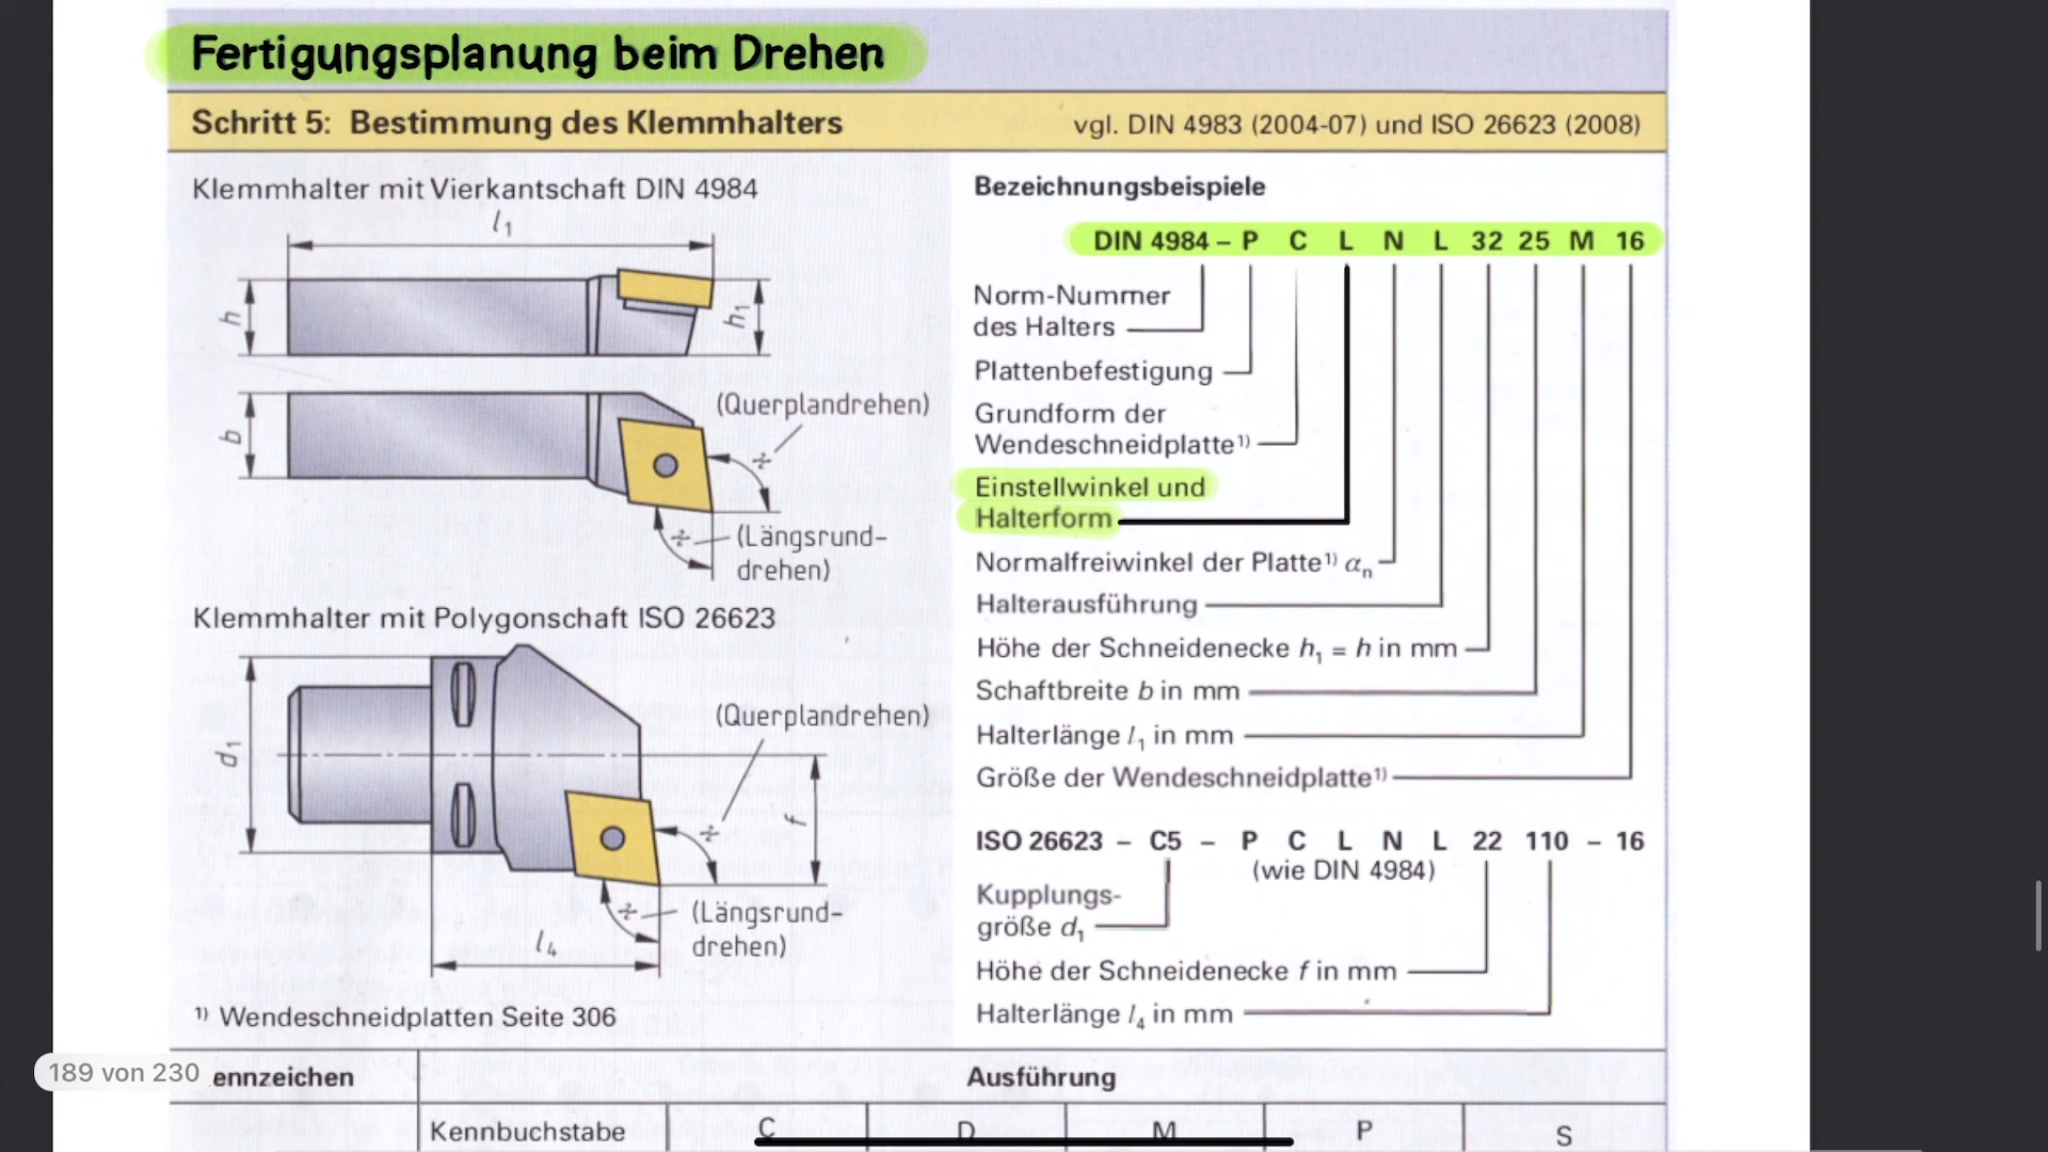 Fertigungsplanung beim Drehen
Schritt 5: Bestimmung des Klemmhalters
vgl. DIN 4983 (2004-07) und ISO 26623 (2008)
Klemmhalter mit Vierkantschaft DIN 4984
l₁
h
h₁
b
(Querplandrehen)
(Längsrund-
drehen)
Klemmhalter mit Polygonschaft ISO 26623
d₁
(Querplandrehen)
f
(Längsrund-
drehen)
l₄
¹⁾ Wendeschneidplatten Seite 306
Bezeichnungsbeispiele
DIN 4984 – P C L N L 32 25 M 16
Norm-Nummer
des Halters
Plattenbefestigung
Grundform der
Wendeschneidplatte¹⁾
Einstellwinkel und
Halterform
Normalfreiwinkel der Platte¹⁾ αₙ
Halterausführung
Höhe der Schneidenecke h₁ = h in mm
Schaftbreite b in mm
Halterlänge l₁ in mm
Größe der Wendeschneidplatte¹⁾
ISO 26623 – C5 – P C L N L 22 110 – 16
(wie DIN 4984)
Kupplungs-
größe d₁
Höhe der Schneidenecke f in mm
Halterlänge l₄ in mm
189 von 230
ennzeichen
Ausführung
Kennbuchstabe
C D M P S